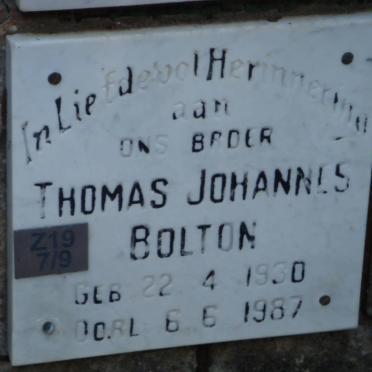 In Liefdevol Herinnering
aan
ONS BROER
THOMAS JOHANNES
BOLTON
Z19
7/9
GEB 22 4 1930
OORL 6 6 1987